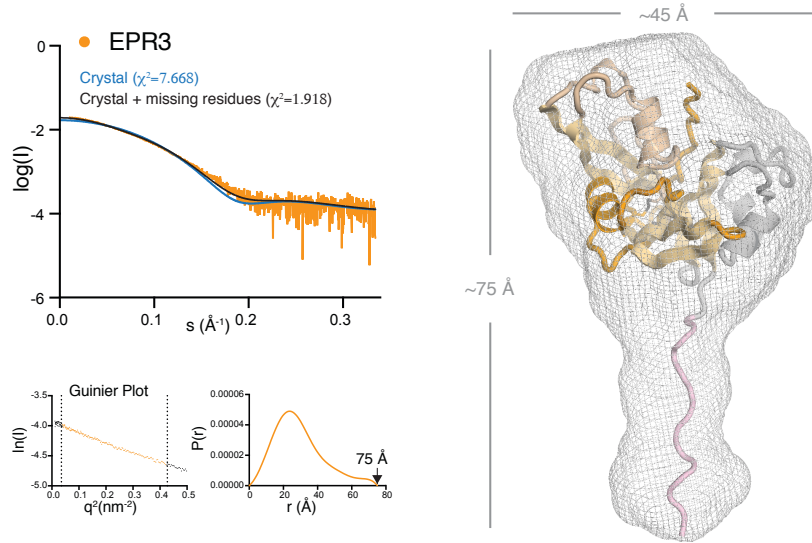 EPR3
Crystal (χ²=7.668)
Crystal + missing residues (χ²=1.918)
log(I)
0
-2
-4
-6
0.0 0.1 0.2 0.3
s (Å⁻¹)
Guinier Plot
ln(I)
-3.5
-4.0
-4.5
-5.0
0.0 0.1 0.2 0.3 0.4 0.5
q²(nm⁻²)
P(r)
0.00006
0.00004
0.00002
0.00000
75 Å
0 20 40 60 80
r (Å)
~45 Å
~75 Å